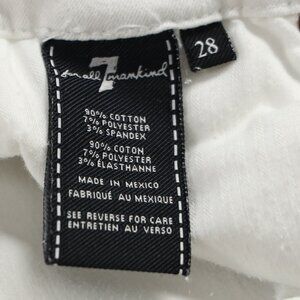 7
for all mankind
28
90% COTTON
7% POLYESTER
3% SPANDEX
90% COTON
7% POLYESTER
3% ÉLASTHANNE
MADE IN MEXICO
FABRIQUÉ AU MEXIQUE
SEE REVERSE FOR CARE
ENTRETIEN AU VERSO